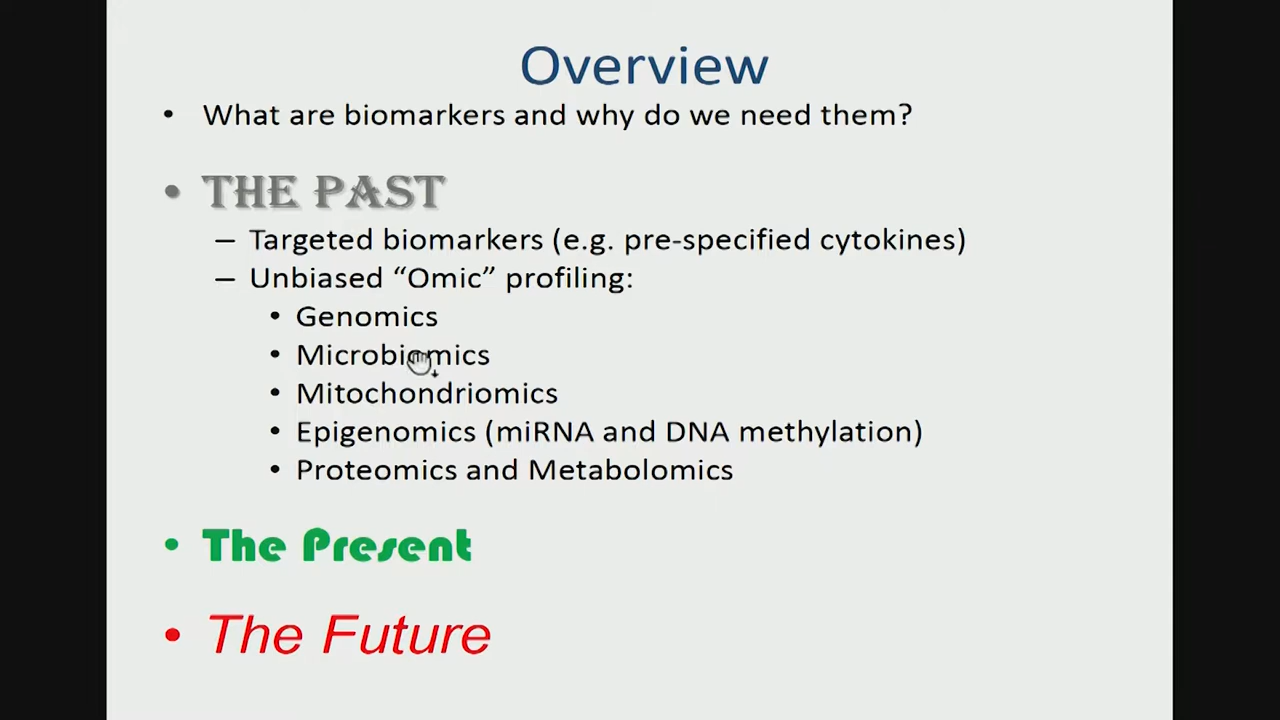 Overview
• What are biomarkers and why do we need them?
• THE PAST
– Targeted biomarkers (e.g. pre-specified cytokines)
– Unbiased “Omic” profiling:
• Genomics
• Microbiomics
• Mitochondriomics
• Epigenomics (miRNA and DNA methylation)
• Proteomics and Metabolomics
• The Present
• The Future